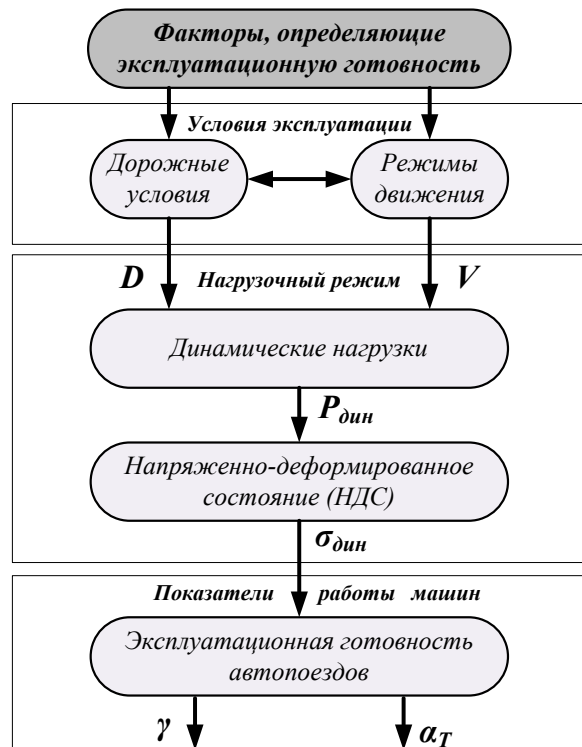 Факторы, определяющие
эксплуатационную готовность
Условия эксплуатации
Дорожные
условия
Режимы
движения
D Нагрузочный режим V
Динамические нагрузки
Pдин
Напряженно-деформированное
состояние (НДС)
σдин
Показатели работы машин
Эксплуатационная готовность
автопоездов
γ αT